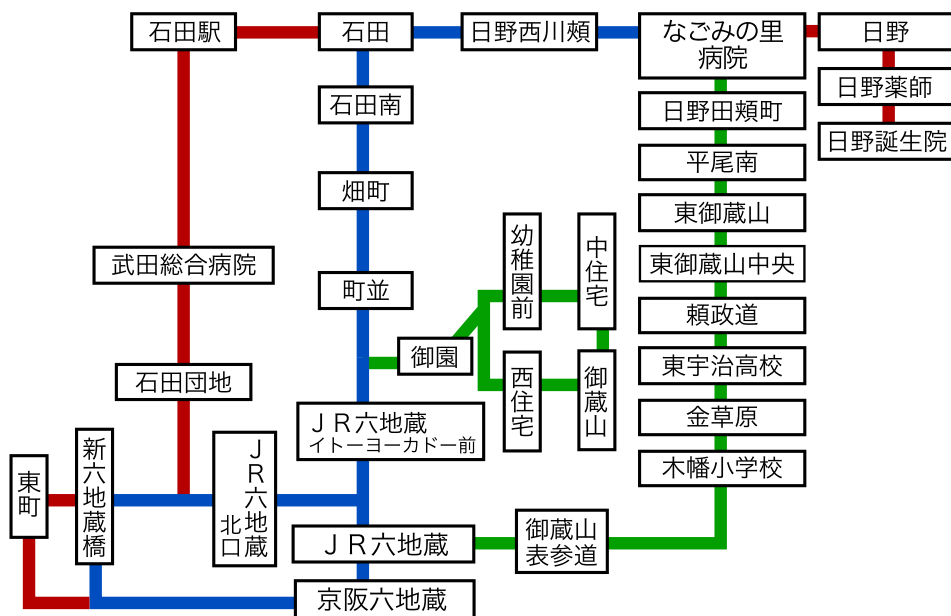 石田駅
石田
日野西川頰
なごみの里
病院
日野
日野薬師
日野誕生院
石田南
日野田頰町
平尾南
畑町
東御蔵山
幼稚園前
中住宅
武田総合病院
東御蔵山中央
町並
頼政道
御園
石田団地
西住宅
御蔵山
東宇治高校
ＪＲ六地蔵
イトーヨーカドー前
金草原
木幡小学校
東町
新六地蔵橋
ＪＲ六地蔵
北口
ＪＲ六地蔵
御蔵山
表参道
京阪六地蔵